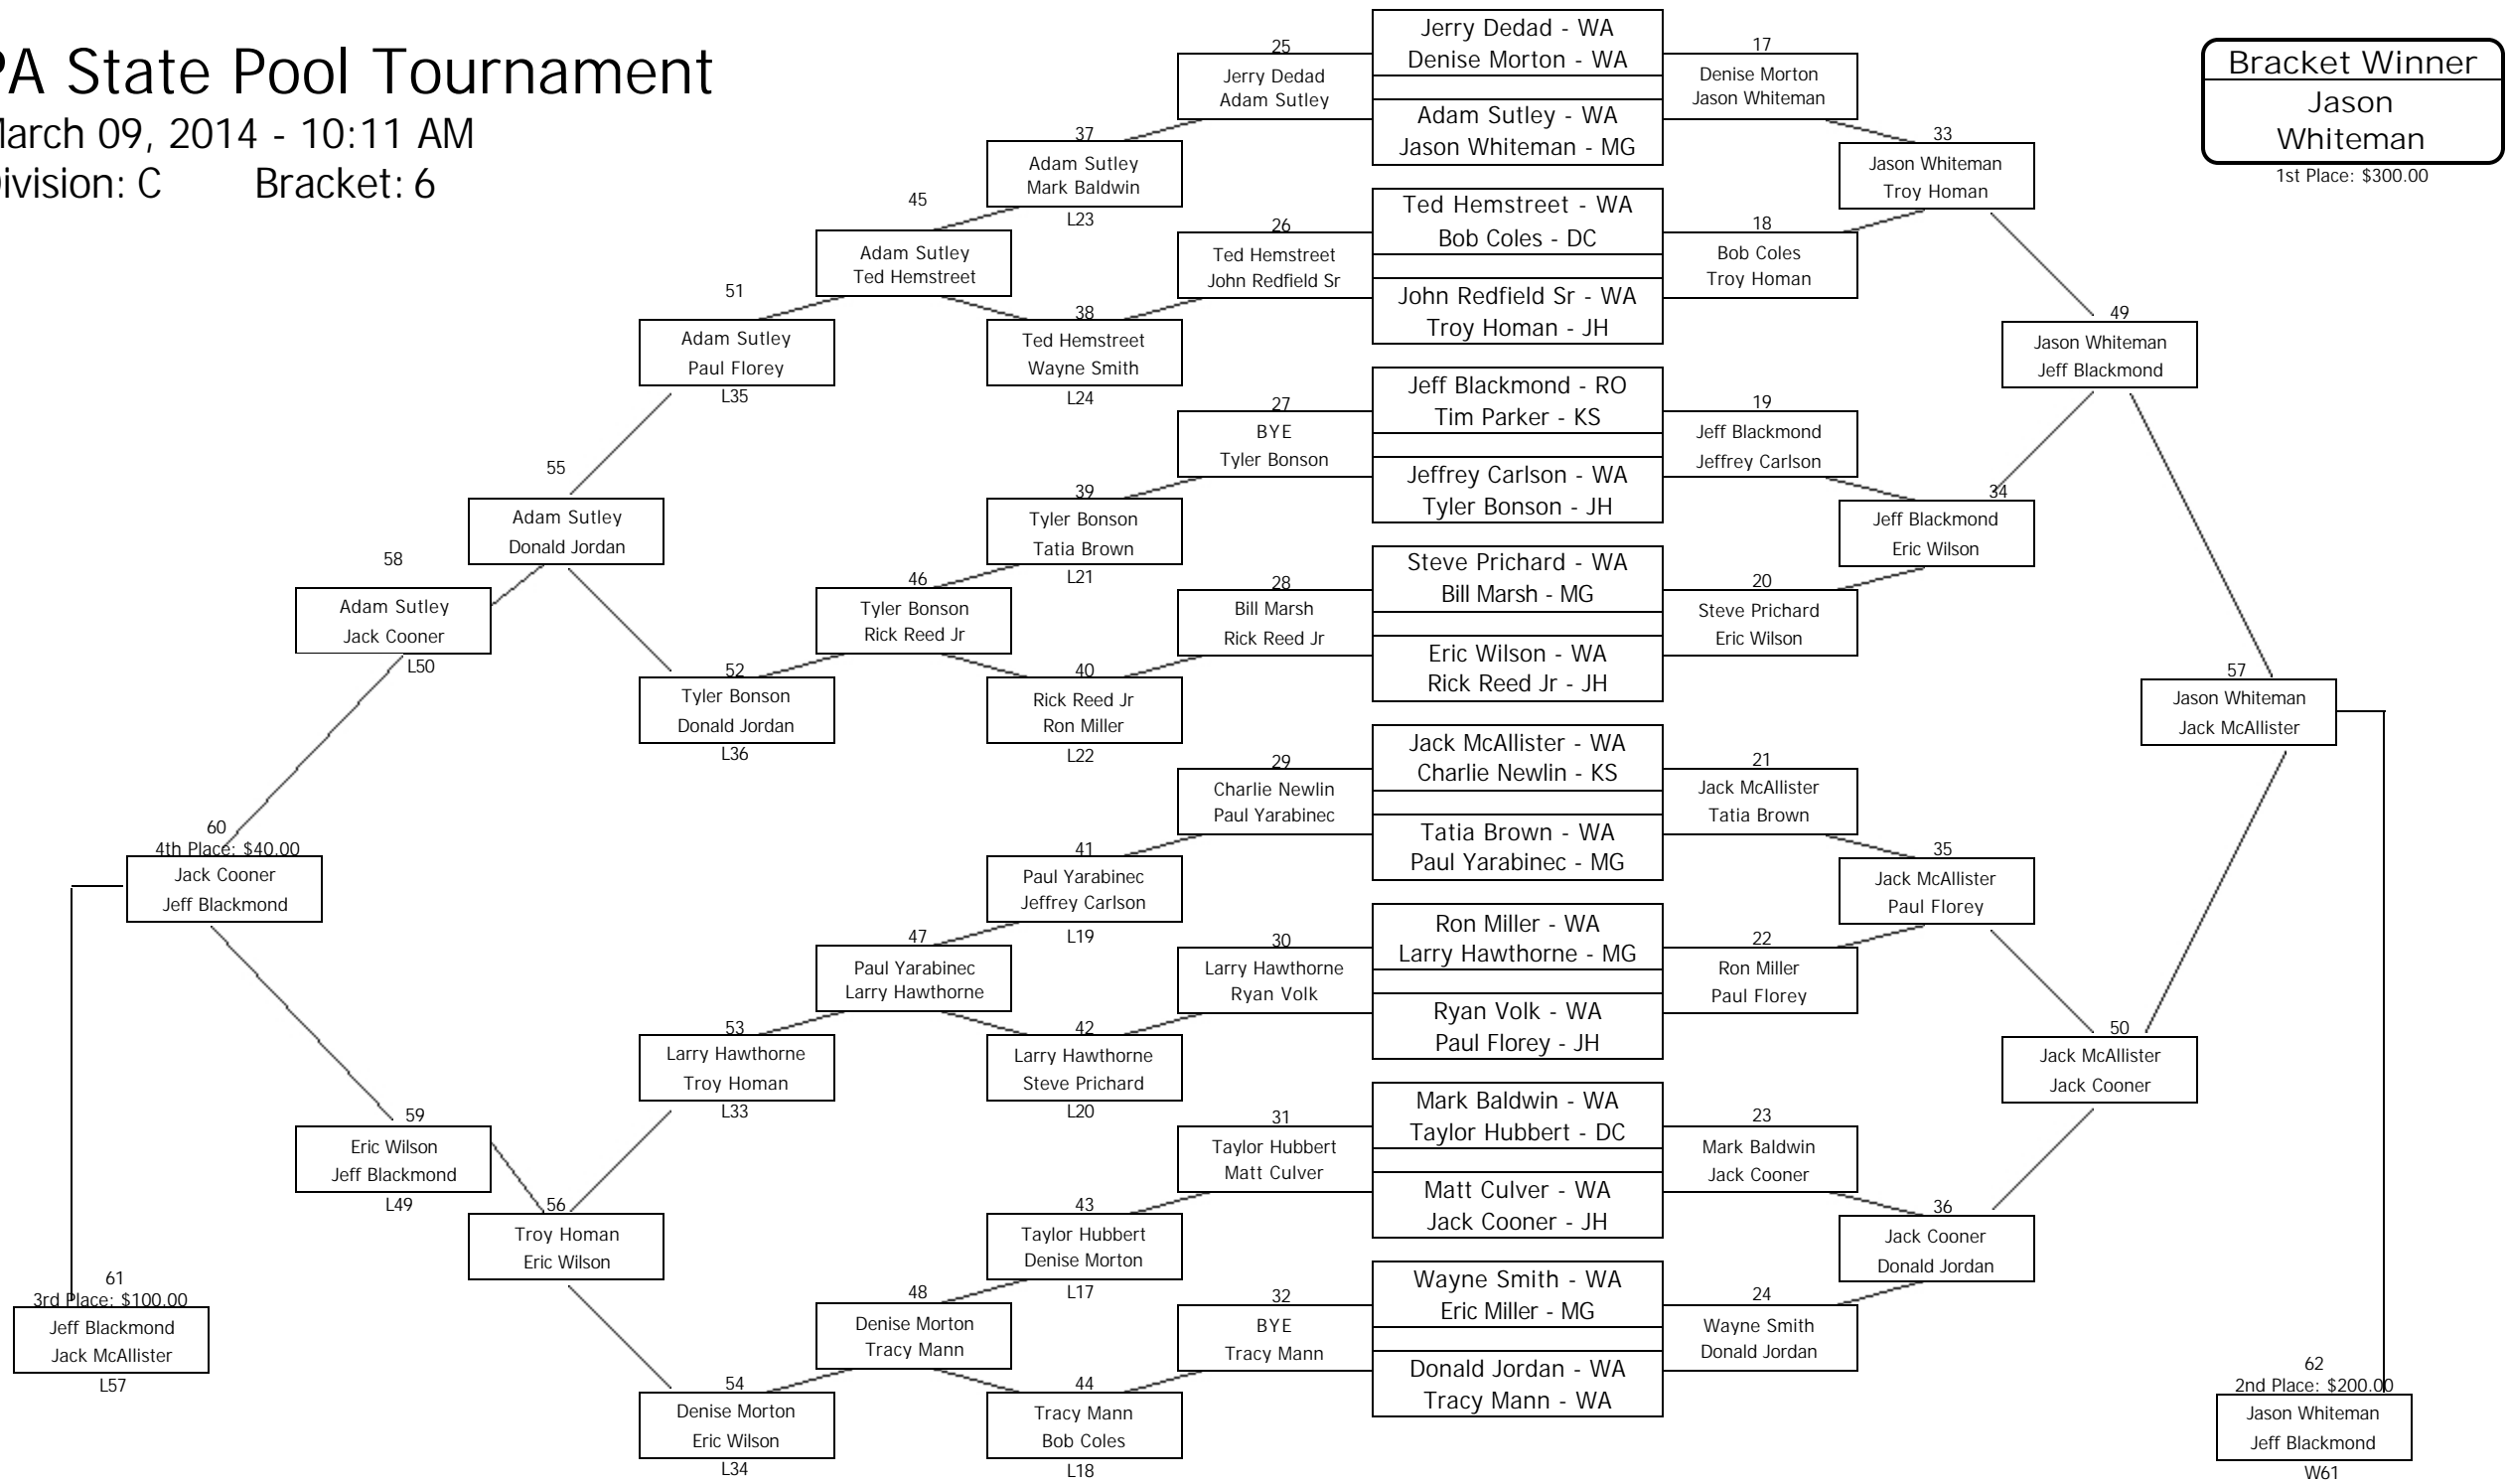 PA State Pool Tournament
March 09, 2014 - 10:11 AM
Division: C Bracket: 6
Bracket Winner
Jason
Whiteman
1st Place: $300.00
Jerry Dedad - WA
Denise Morton - WA
Adam Sutley - WA
Jason Whiteman - MG
Ted Hemstreet - WA
Bob Coles - DC
John Redfield Sr - WA
Troy Homan - JH
Jeff Blackmond - RO
Tim Parker - KS
Jeffrey Carlson - WA
Tyler Bonson - JH
Steve Prichard - WA
Bill Marsh - MG
Eric Wilson - WA
Rick Reed Jr - JH
Jack McAllister - WA
Charlie Newlin - KS
Tatia Brown - WA
Paul Yarabinec - MG
Ron Miller - WA
Larry Hawthorne - MG
Ryan Volk - WA
Paul Florey - JH
Mark Baldwin - WA
Taylor Hubbert - DC
Matt Culver - WA
Jack Cooner - JH
Wayne Smith - WA
Eric Miller - MG
Donald Jordan - WA
Tracy Mann - WA
17
Denise Morton
Jason Whiteman
18
Bob Coles
Troy Homan
19
Jeff Blackmond
Jeffrey Carlson
20
Steve Prichard
Eric Wilson
21
Jack McAllister
Tatia Brown
22
Ron Miller
Paul Florey
23
Mark Baldwin
Jack Cooner
24
Wayne Smith
Donald Jordan
25
Jerry Dedad
Adam Sutley
26
Ted Hemstreet
John Redfield Sr
27
BYE
Tyler Bonson
28
Bill Marsh
Rick Reed Jr
29
Charlie Newlin
Paul Yarabinec
30
Larry Hawthorne
Ryan Volk
31
Taylor Hubbert
Matt Culver
32
BYE
Tracy Mann
33
Jason Whiteman
Troy Homan
34
Jeff Blackmond
Eric Wilson
35
Jack McAllister
Paul Florey
36
Jack Cooner
Donald Jordan
37
Adam Sutley
Mark Baldwin
L23
38
Ted Hemstreet
Wayne Smith
L24
39
Tyler Bonson
Tatia Brown
L21
40
Rick Reed Jr
Ron Miller
L22
41
Paul Yarabinec
Jeffrey Carlson
L19
42
Larry Hawthorne
Steve Prichard
L20
43
Taylor Hubbert
Denise Morton
L17
44
Tracy Mann
Bob Coles
L18
45
Adam Sutley
Ted Hemstreet
46
Tyler Bonson
Rick Reed Jr
47
Paul Yarabinec
Larry Hawthorne
48
Denise Morton
Tracy Mann
49
Jason Whiteman
Jeff Blackmond
50
Jack McAllister
Jack Cooner
51
Adam Sutley
Paul Florey
L35
52
Tyler Bonson
Donald Jordan
L36
53
Larry Hawthorne
Troy Homan
L33
54
Denise Morton
Eric Wilson
L34
55
Adam Sutley
Donald Jordan
56
Troy Homan
Eric Wilson
57
Jason Whiteman
Jack McAllister
58
Adam Sutley
Jack Cooner
L50
59
Eric Wilson
Jeff Blackmond
L49
60
4th Place: $40.00
Jack Cooner
Jeff Blackmond
61
3rd Place: $100.00
Jeff Blackmond
Jack McAllister
L57
62
2nd Place: $200.00
Jason Whiteman
Jeff Blackmond
W61